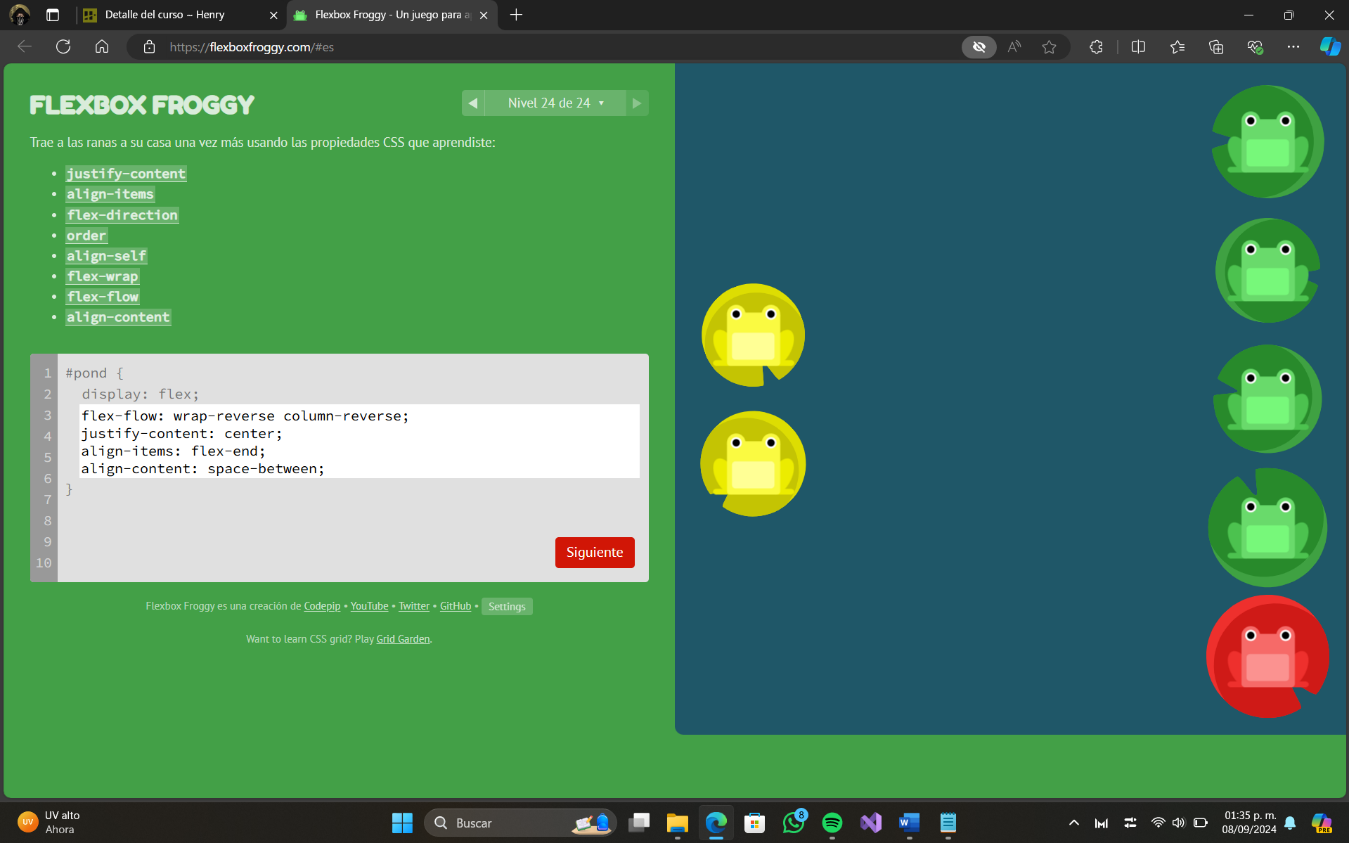 Detalle del curso – Henry
Flexbox Froggy - Un juego para a
https://flexboxfroggy.com/#es
FLEXBOX FROGGY
Nivel 24 de 24
Trae a las ranas a su casa una vez más usando las propiedades CSS que aprendiste:
• justify-content
• align-items
• flex-direction
• order
• align-self
• flex-wrap
• flex-flow
• align-content
1 #pond {
2 display: flex;
3 flex-flow: wrap-reverse column-reverse;
4 justify-content: center;
5 align-items: flex-end;
6 align-content: space-between;
7 }
8
9
10
Siguiente
Flexbox Froggy es una creación de Codepip • YouTube • Twitter • GitHub • Settings
Want to learn CSS grid? Play Grid Garden.
UV
UV alto
Ahora
Buscar
8
W
01:35 p. m.
08/09/2024
PRE